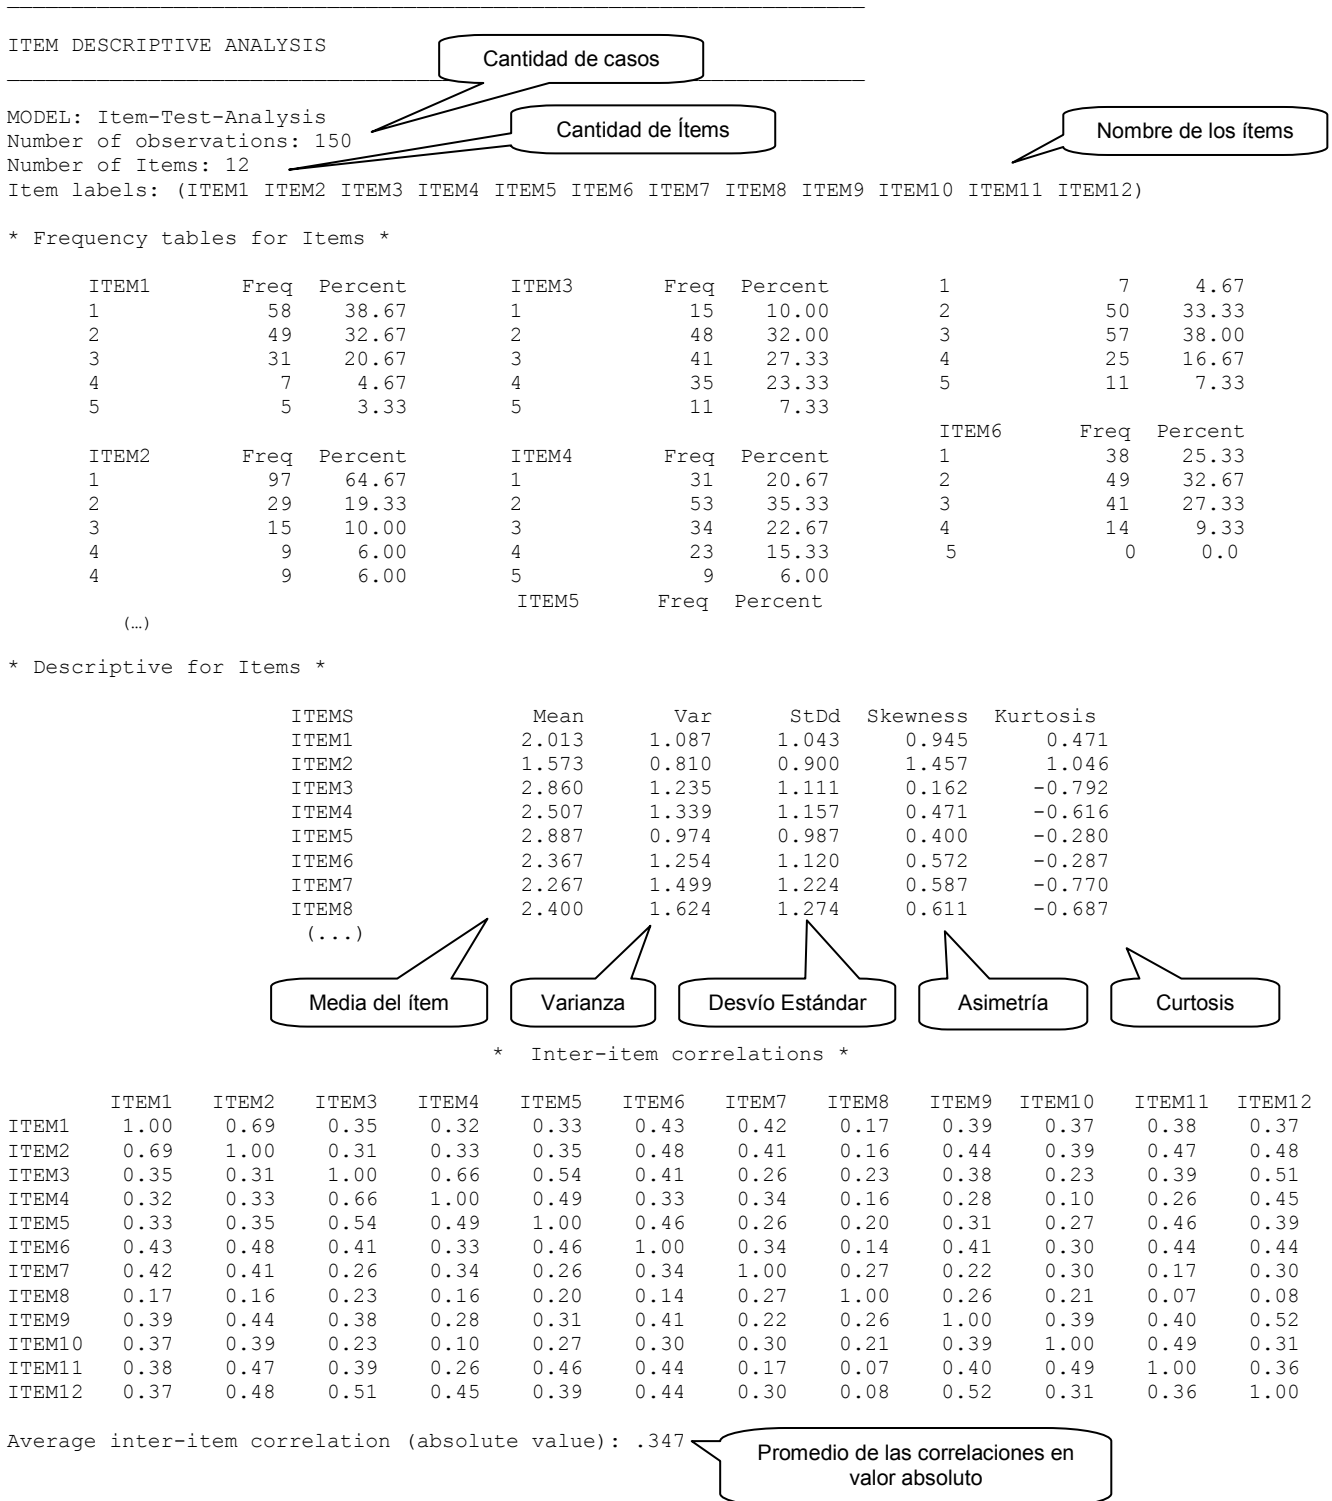 ITEM DESCRIPTIVE ANALYSIS
Cantidad de casos
MODEL: Item-Test-Analysis
Number of observations: 150
Cantidad de Ítems
Nombre de los ítems
Number of Items: 12
Item labels: (ITEM1 ITEM2 ITEM3 ITEM4 ITEM5 ITEM6 ITEM7 ITEM8 ITEM9 ITEM10 ITEM11 ITEM12)
* Frequency tables for Items *
ITEM1 Freq Percent
1 58 38.67
2 49 32.67
3 31 20.67
4 7 4.67
5 5 3.33
ITEM2 Freq Percent
1 97 64.67
2 29 19.33
3 15 10.00
4 9 6.00
4 9 6.00
(…)
ITEM3 Freq Percent
1 15 10.00
2 48 32.00
3 41 27.33
4 35 23.33
5 11 7.33
ITEM4 Freq Percent
1 31 20.67
2 53 35.33
3 34 22.67
4 23 15.33
5 9 6.00
ITEM5 Freq Percent
1 7 4.67
2 50 33.33
3 57 38.00
4 25 16.67
5 11 7.33
ITEM6 Freq Percent
1 38 25.33
2 49 32.67
3 41 27.33
4 14 9.33
5 0 0.0
* Descriptive for Items *
ITEMS Mean Var StDd Skewness Kurtosis
ITEM1 2.013 1.087 1.043 0.945 0.471
ITEM2 1.573 0.810 0.900 1.457 1.046
ITEM3 2.860 1.235 1.111 0.162 -0.792
ITEM4 2.507 1.339 1.157 0.471 -0.616
ITEM5 2.887 0.974 0.987 0.400 -0.280
ITEM6 2.367 1.254 1.120 0.572 -0.287
ITEM7 2.267 1.499 1.224 0.587 -0.770
ITEM8 2.400 1.624 1.274 0.611 -0.687
(...)
Media del ítem Varianza Desvío Estándar Asimetría Curtosis
* Inter-item correlations *
ITEM1 ITEM2 ITEM3 ITEM4 ITEM5 ITEM6 ITEM7 ITEM8 ITEM9 ITEM10 ITEM11 ITEM12
ITEM1 1.00 0.69 0.35 0.32 0.33 0.43 0.42 0.17 0.39 0.37 0.38 0.37
ITEM2 0.69 1.00 0.31 0.33 0.35 0.48 0.41 0.16 0.44 0.39 0.47 0.48
ITEM3 0.35 0.31 1.00 0.66 0.54 0.41 0.26 0.23 0.38 0.23 0.39 0.51
ITEM4 0.32 0.33 0.66 1.00 0.49 0.33 0.34 0.16 0.28 0.10 0.26 0.45
ITEM5 0.33 0.35 0.54 0.49 1.00 0.46 0.26 0.20 0.31 0.27 0.46 0.39
ITEM6 0.43 0.48 0.41 0.33 0.46 1.00 0.34 0.14 0.41 0.30 0.44 0.44
ITEM7 0.42 0.41 0.26 0.34 0.26 0.34 1.00 0.27 0.22 0.30 0.17 0.30
ITEM8 0.17 0.16 0.23 0.16 0.20 0.14 0.27 1.00 0.26 0.21 0.07 0.08
ITEM9 0.39 0.44 0.38 0.28 0.31 0.41 0.22 0.26 1.00 0.39 0.40 0.52
ITEM10 0.37 0.39 0.23 0.10 0.27 0.30 0.30 0.21 0.39 1.00 0.49 0.31
ITEM11 0.38 0.47 0.39 0.26 0.46 0.44 0.17 0.07 0.40 0.49 1.00 0.36
ITEM12 0.37 0.48 0.51 0.45 0.39 0.44 0.30 0.08 0.52 0.31 0.36 1.00
Average inter-item correlation (absolute value): .347
Promedio de las correlaciones en
valor absoluto